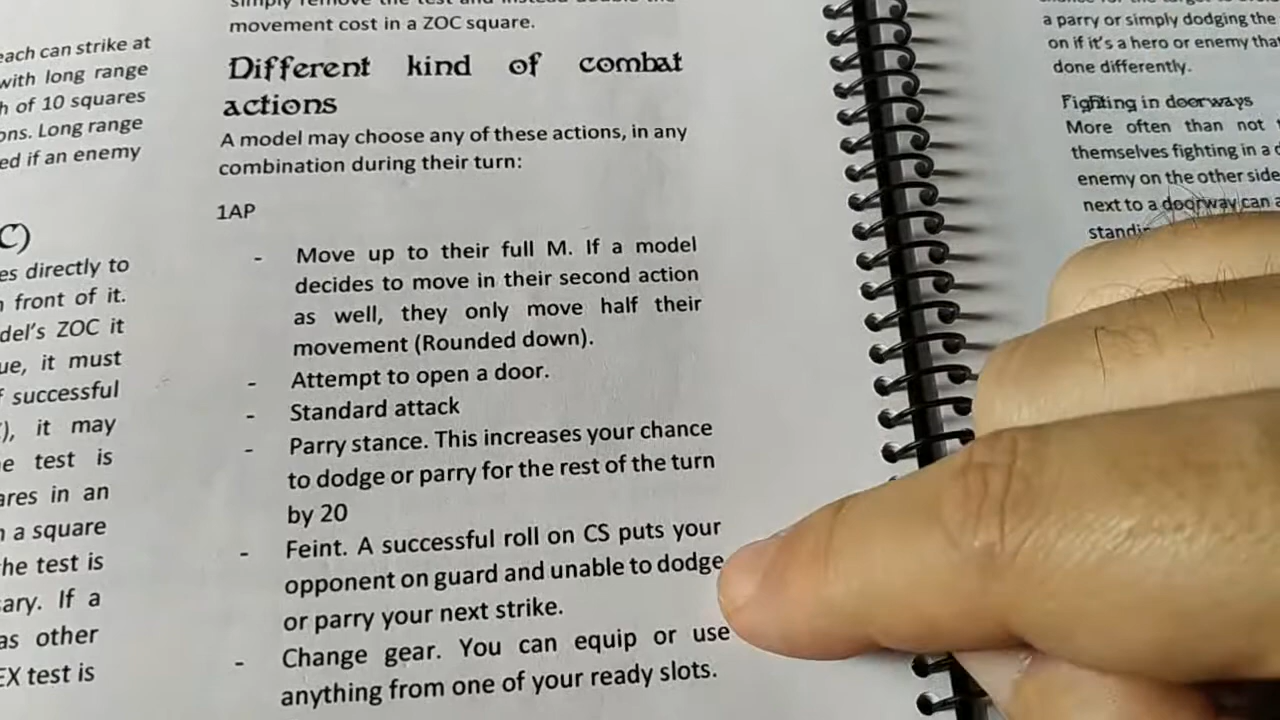 each can strike at
with long range
h of 10 squares
ons. Long range
ed if an enemy
C)
es directly to
n front of it.
del's ZOC it
ue, it must
f successful
), it may
e test is
ares in an
a square
he test is
ary. If a
as other
EX test is
simply remove the test and instead double the
movement cost in a ZOC square.
Different kind of combat
actions
A model may choose any of these actions, in any
combination during their turn:
1AP
- Move up to their full M. If a model
decides to move in their second action
as well, they only move half their
movement (Rounded down).
- Attempt to open a door.
- Standard attack
- Parry stance. This increases your chance
to dodge or parry for the rest of the turn
by 20
- Feint. A successful roll on CS puts your
opponent on guard and unable to dodge
or parry your next strike.
- Change gear. You can equip or use
anything from one of your ready slots.
a parry or simply dodging the
on if it's a hero or enemy that
done differently.
Fighting in doorways
More often than not
themselves fighting in a
enemy on the other side
next to a doorway can a